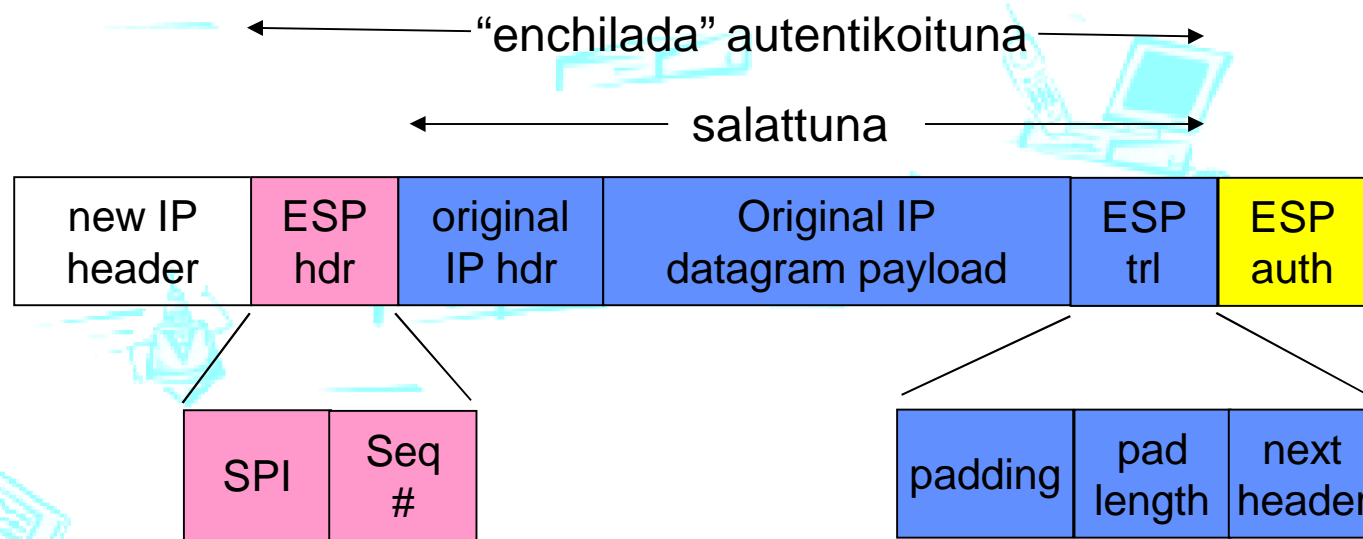 “enchilada” autentikoituna
salattuna
new IP
header
ESP
hdr
original
IP hdr
Original IP
datagram payload
ESP
trl
ESP
auth
SPI
Seq
#
padding
pad
length
next
header